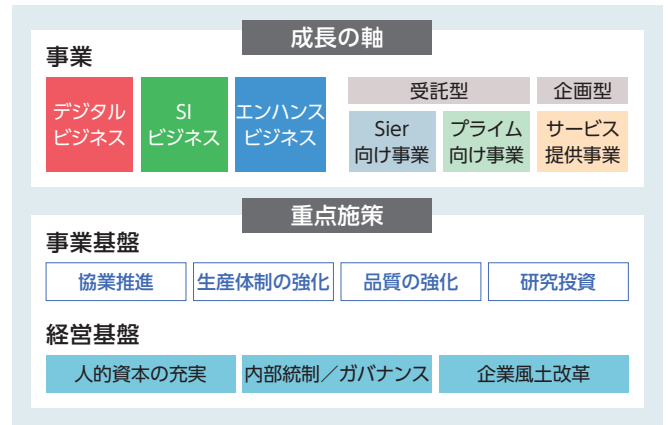 成長の軸
事業
デジタル
ビジネス
SI
ビジネス
エンハンス
ビジネス
受託型
企画型
Sier
向け事業
プライム
向け事業
サービス
提供事業
重点施策
事業基盤
協業推進
生産体制の強化
品質の強化
研究投資
経営基盤
人的資本の充実
内部統制／ガバナンス
企業風土改革